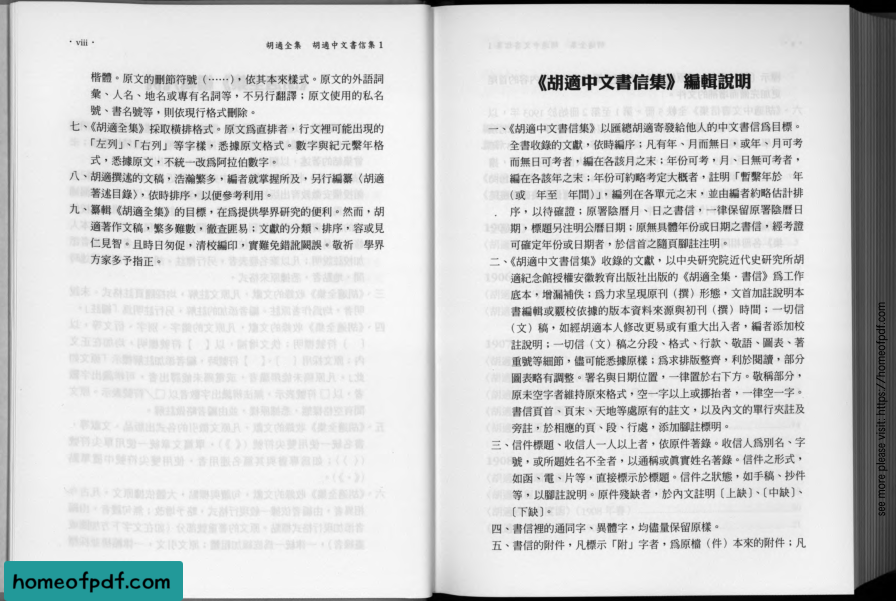 · viii ·
胡適全集 胡適中文書信集 1
楷體。原文的刪節符號（……），依其本來樣式。原文的外語詞
彙、人名、地名或專有名詞等，不另行翻譯；原文使用的私名
號、書名號等，則依現行格式刪除。
七、《胡適全集》採取橫排格式。原文為直排者，行文裡可能出現的
「左列」、「右列」等字樣，悉據原文格式。數字與紀元繫年格
式，悉據原文，不統一改為阿拉伯數字。
八、胡適撰述的文稿，浩瀚繁多，編者就掌握所及，另行編纂〈胡適
著述目錄〉，依時排序，以便參考利用。
九、纂輯《胡適全集》的目標，在為提供學界研究的便利。然而，胡
適著作文稿，繁多難數，徹查匪易；文獻的分類、排序，容或見
仁見智。且時日匆促，清校編印，實難免錯訛闕誤。敬祈 學界
方家多予指正。
《胡適中文書信集》編輯說明
一、《胡適中文書信集》以匯總胡適寄發給他人的中文書信為目標。
全書收錄的文獻，依時編序；凡有年、月而無日，或年、月可考
而無日可考者，編在各該月之末；年份可考，月、日無可考者，
編在各該年之末；年份可約略考定大概者，註明「暫繫年於 年
（或 年至 年間）」，編列在各單元之末，並由編者約略估計排
序，以待確證；原署陰曆月、日之書信，一律保留原署陰曆日
期，標題另注明公曆日期；原無具體年份或日期之書信，經考證
可確定年份或日期者，於信首之隨頁腳註注明。
二、《胡適中文書信集》收錄的文獻，以中央研究院近代史研究所胡
適紀念館授權安徽教育出版社出版的《胡適全集·書信》為工作
底本，增漏補佚；為力求呈現原刊（撰）形態，文首加註說明本
書編輯或覈校依據的版本資料來源與初刊（撰）時間；一切信
（文）稿，如經胡適本人修改更易或有重大出入者，編者添加校
註說明；一切信（文）稿之分段、格式、行款、敬語、圖表、著
重號等細節，儘可能悉據原樣；為求排版整齊，利於閱讀，部分
圖表略有調整。署名與日期位置，一律置於右下方。敬稱部分，
原未空字者維持原來格式，空一字以上或挪抬者，一律空一字。
書信頁首、頁末、天地等處原有的註文，以及內文的單行夾註及
旁註，於相應的頁、段、行處，添加腳註標明。
三、信件標題、收信人一人以上者，依原件著錄。收信人為別名、字
號，或所題姓名不全者，以通稱或真實姓名著錄。信件之形式，
如函、電、片等，直接標示於標題。信件之狀態，如手稿、抄件
等，以腳註說明。原件殘缺者，於內文註明〔上缺〕、〔中缺〕、
〔下缺〕。
四、書信裡的通同字、異體字，均儘量保留原樣。
五、書信的附件，凡標示「附」字者，為原檔（件）本來的附件；凡
see more please visit: https://homeofpdf.com
homeofpdf.com